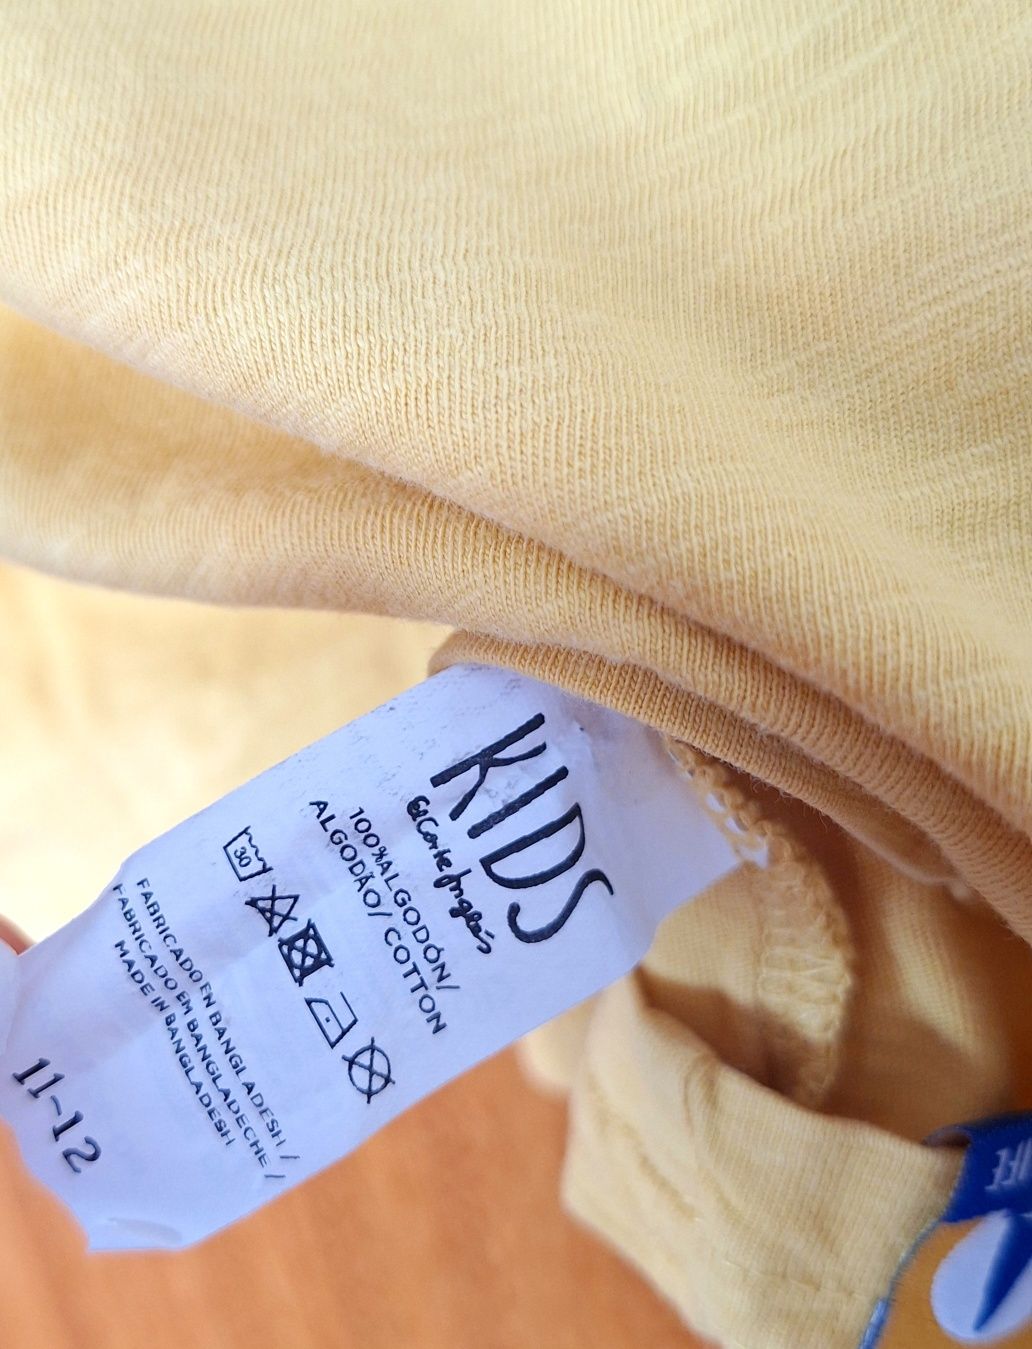 KIDS
El Corte Inglés
100%ALGODÓN/
ALGODÃO/ COTTON
30
FABRICADO EN BANGLADESH /
FABRICADO EM BANGLADECHE /
MADE IN BANGLADESH
11-12